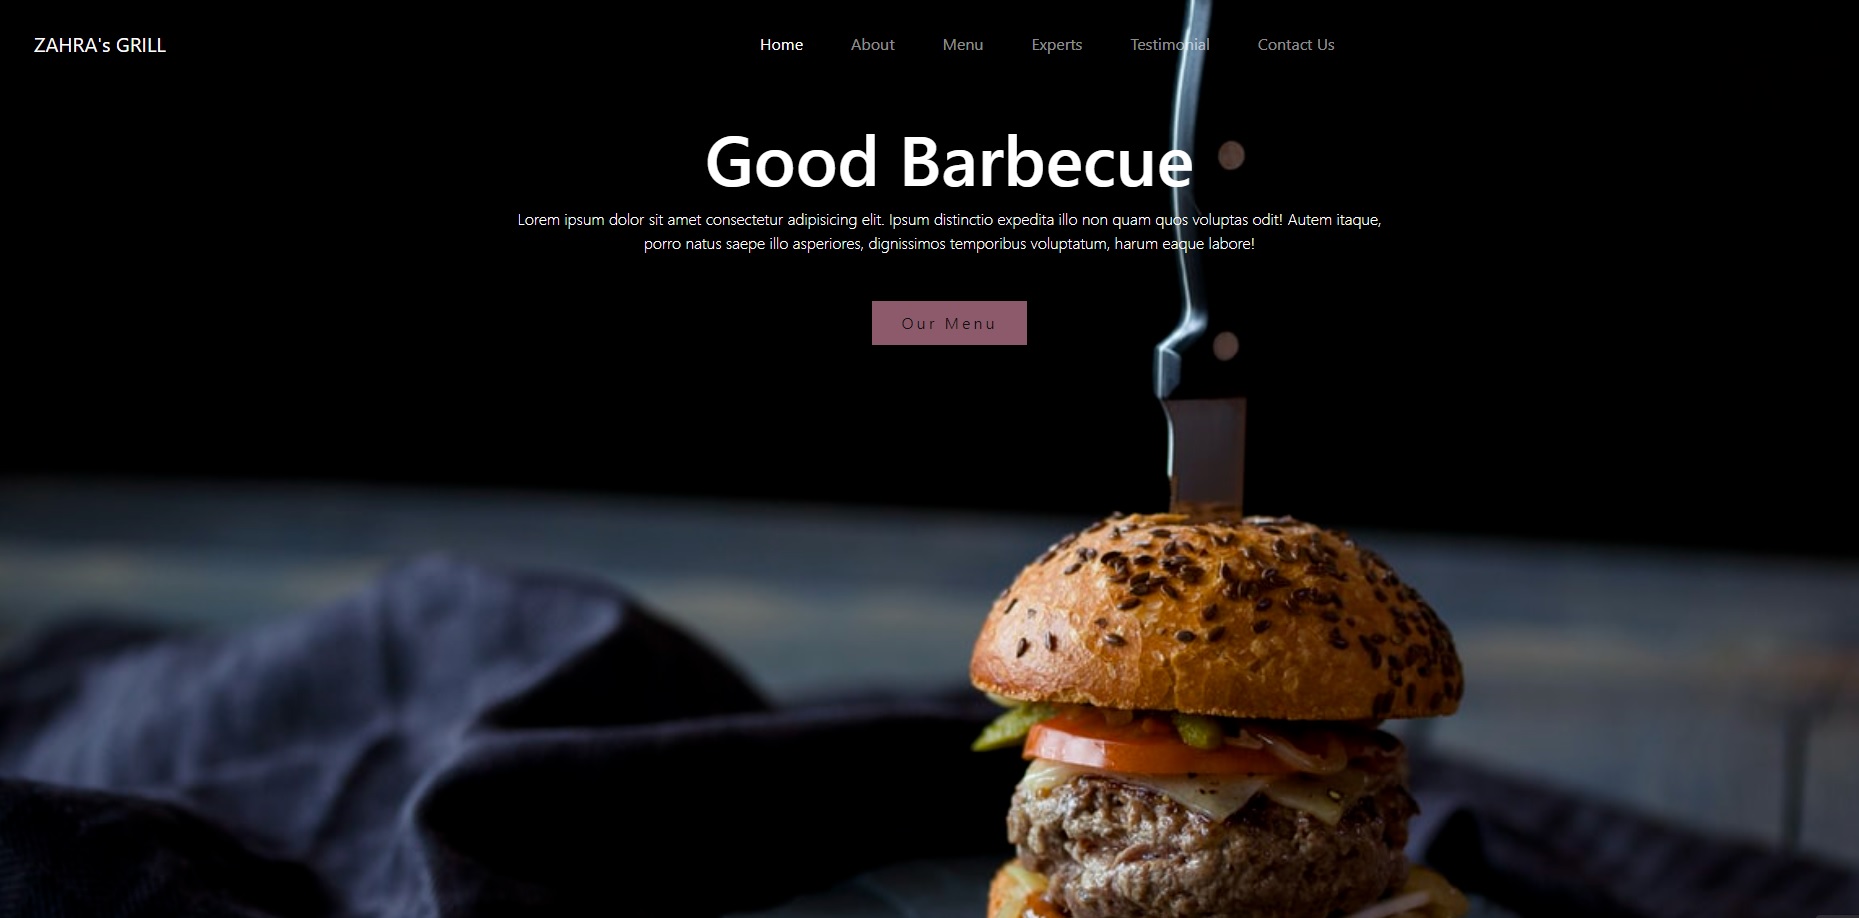 ZAHRA's GRILL
Home About Menu Experts Testimonial Contact Us
Good Barbecue
Lorem ipsum dolor sit amet consectetur adipisicing elit. Ipsum distinctio expedita illo non quam quos voluptas odit! Autem itaque,
porro natus saepe illo asperiores, dignissimos temporibus voluptatum, harum eaque labore!
Our Menu